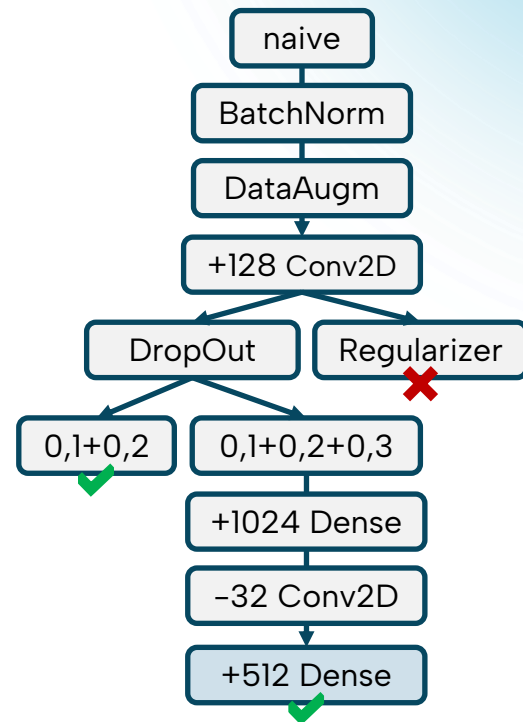 naive
BatchNorm
DataAugm
+128 Conv2D
DropOut
Regularizer
0,1+0,2
0,1+0,2+0,3
+1024 Dense
-32 Conv2D
+512 Dense